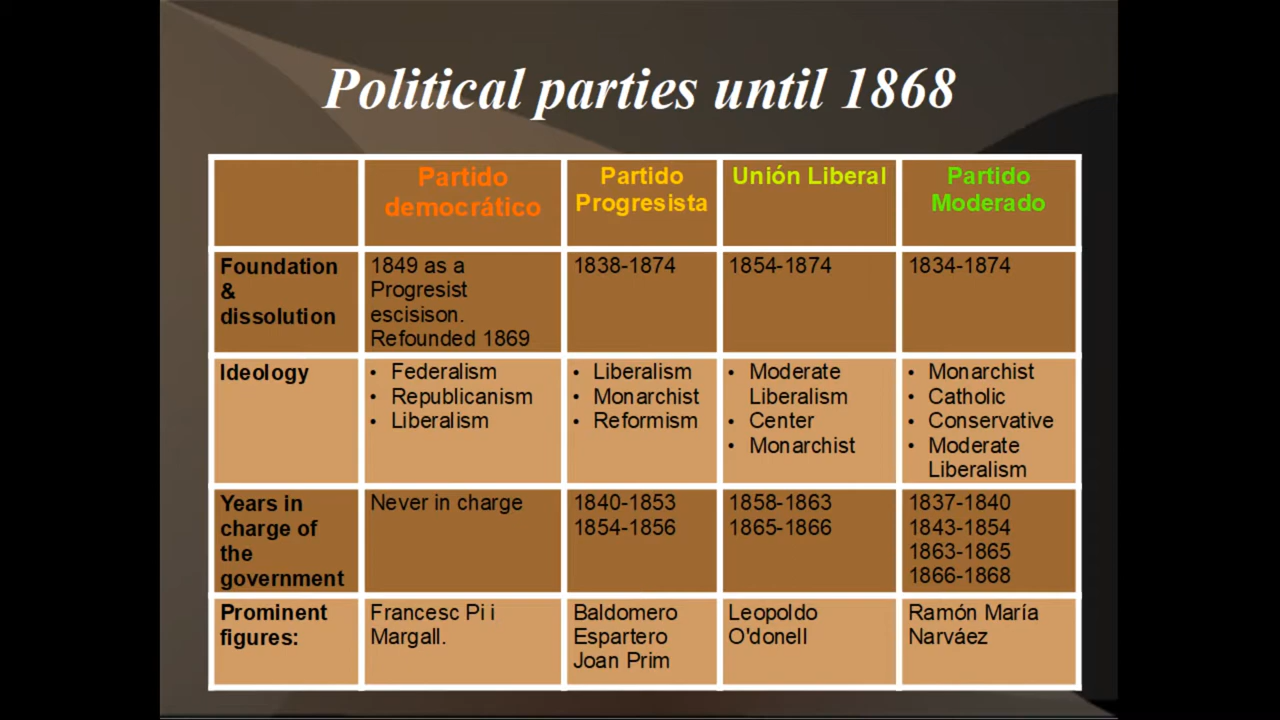 Political parties until 1868
Partido
democrático
Partido
Progresista
Unión Liberal
Partido
Moderado
Foundation
&
dissolution
1849 as a
Progresist
escisison.
Refounded 1869
1838-1874
1854-1874
1834-1874
Ideology
• Federalism
• Republicanism
• Liberalism
• Liberalism
• Monarchist
• Reformism
• Moderate
Liberalism
• Center
• Monarchist
• Monarchist
• Catholic
• Conservative
• Moderate
Liberalism
Years in
charge of
the
government
Never in charge
1840-1853
1854-1856
1858-1863
1865-1866
1837-1840
1843-1854
1863-1865
1866-1868
Prominent
figures:
Francesc Pi i
Margall.
Baldomero
Espartero
Joan Prim
Leopoldo
O'donell
Ramón María
Narváez